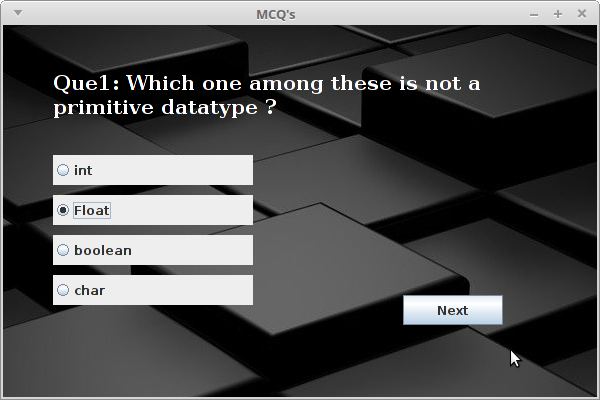 MCQ's
Que1: Which one among these is not a
primitive datatype ?
int
Float
boolean
char
Next